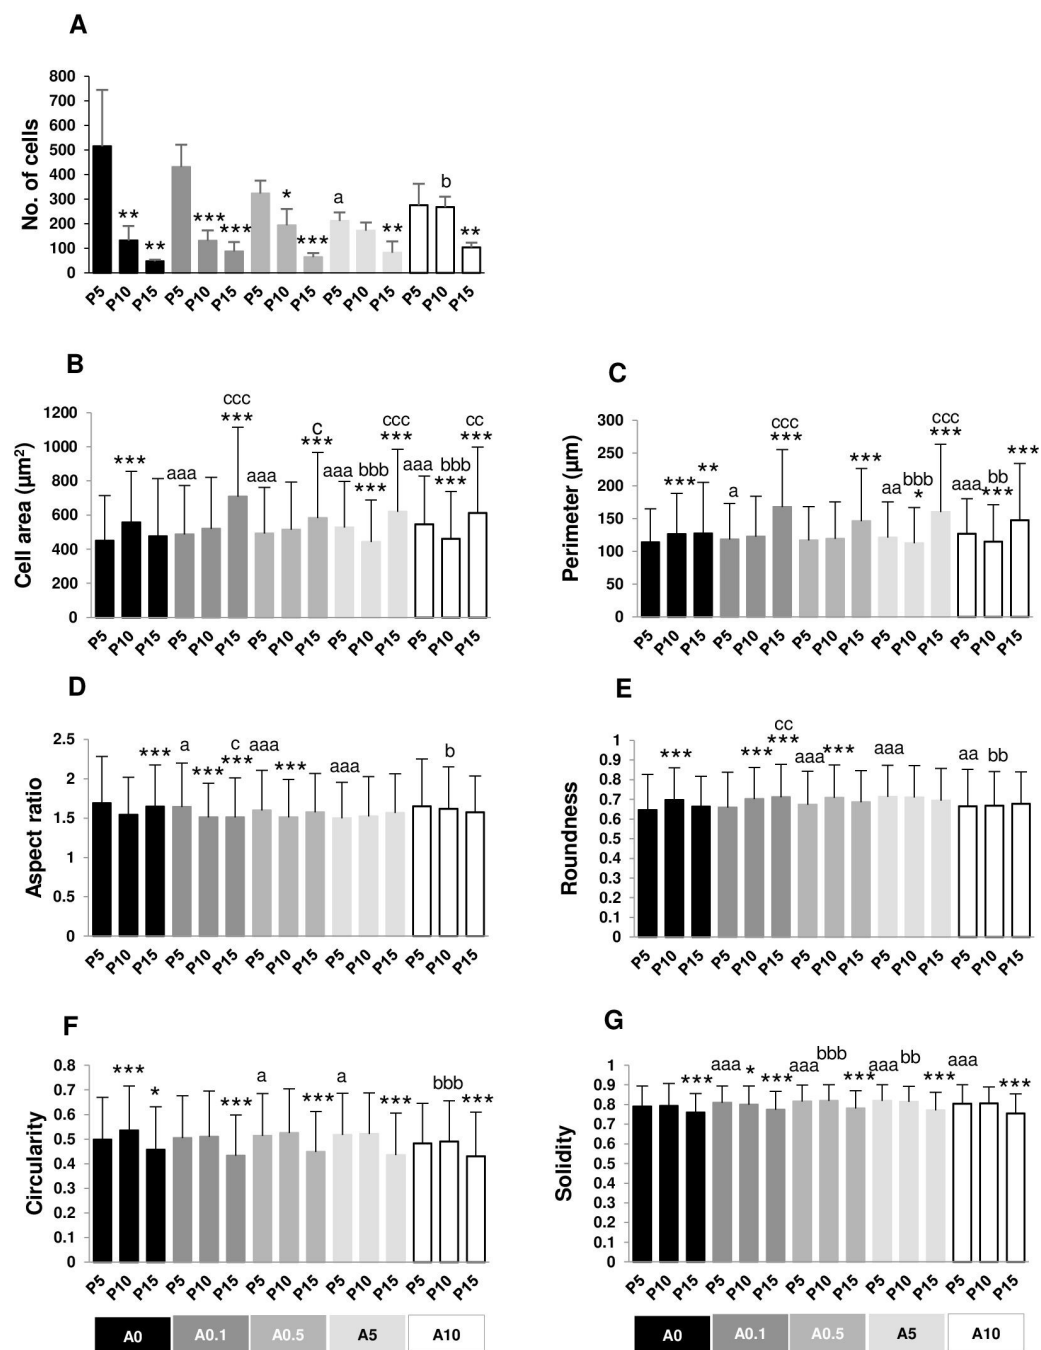 A
No. of cells
800
700
600
500
400
300
200
100
0
** ** *** *** * *** a ** b **
P5 P10 P15 P5 P10 P15 P5 P10 P15 P5 P10 P15 P5 P10 P15
B
Cell area (µm²)
1200
1000
800
600
400
200
0
ccc c ccc cc
*** aaa *** aaa *** aaa bbb *** *** aaa bbb *** ***
P5 P10 P15 P5 P10 P15 P5 P10 P15 P5 P10 P15 P5 P10 P15
C
Perimeter (µm)
300
250
200
150
100
50
0
ccc ccc
*** ** a *** *** aa bbb * *** aaa bb *** ***
P5 P10 P15 P5 P10 P15 P5 P10 P15 P5 P10 P15 P5 P10 P15
D
Aspect ratio
2.5
2
1.5
1
0.5
0
*** a *** c *** aaa *** aaa b
P5 P10 P15 P5 P10 P15 P5 P10 P15 P5 P10 P15 P5 P10 P15
E
Roundness
1
0.9
0.8
0.7
0.6
0.5
0.4
0.3
0.2
0.1
0
cc
*** *** *** aaa *** aaa aa bb
P5 P10 P15 P5 P10 P15 P5 P10 P15 P5 P10 P15 P5 P10 P15
F
Circularity
0.8
0.7
0.6
0.5
0.4
0.3
0.2
0.1
0
*** * *** a *** a *** bbb ***
P5 P10 P15 P5 P10 P15 P5 P10 P15 P5 P10 P15 P5 P10 P15
A0 A0.1 A0.5 A5 A10
G
Solidity
1
0.9
0.8
0.7
0.6
0.5
0.4
0.3
0.2
0.1
0
*** aaa * *** aaa bbb *** aaa bb *** aaa ***
P5 P10 P15 P5 P10 P15 P5 P10 P15 P5 P10 P15 P5 P10 P15
A0 A0.1 A0.5 A5 A10